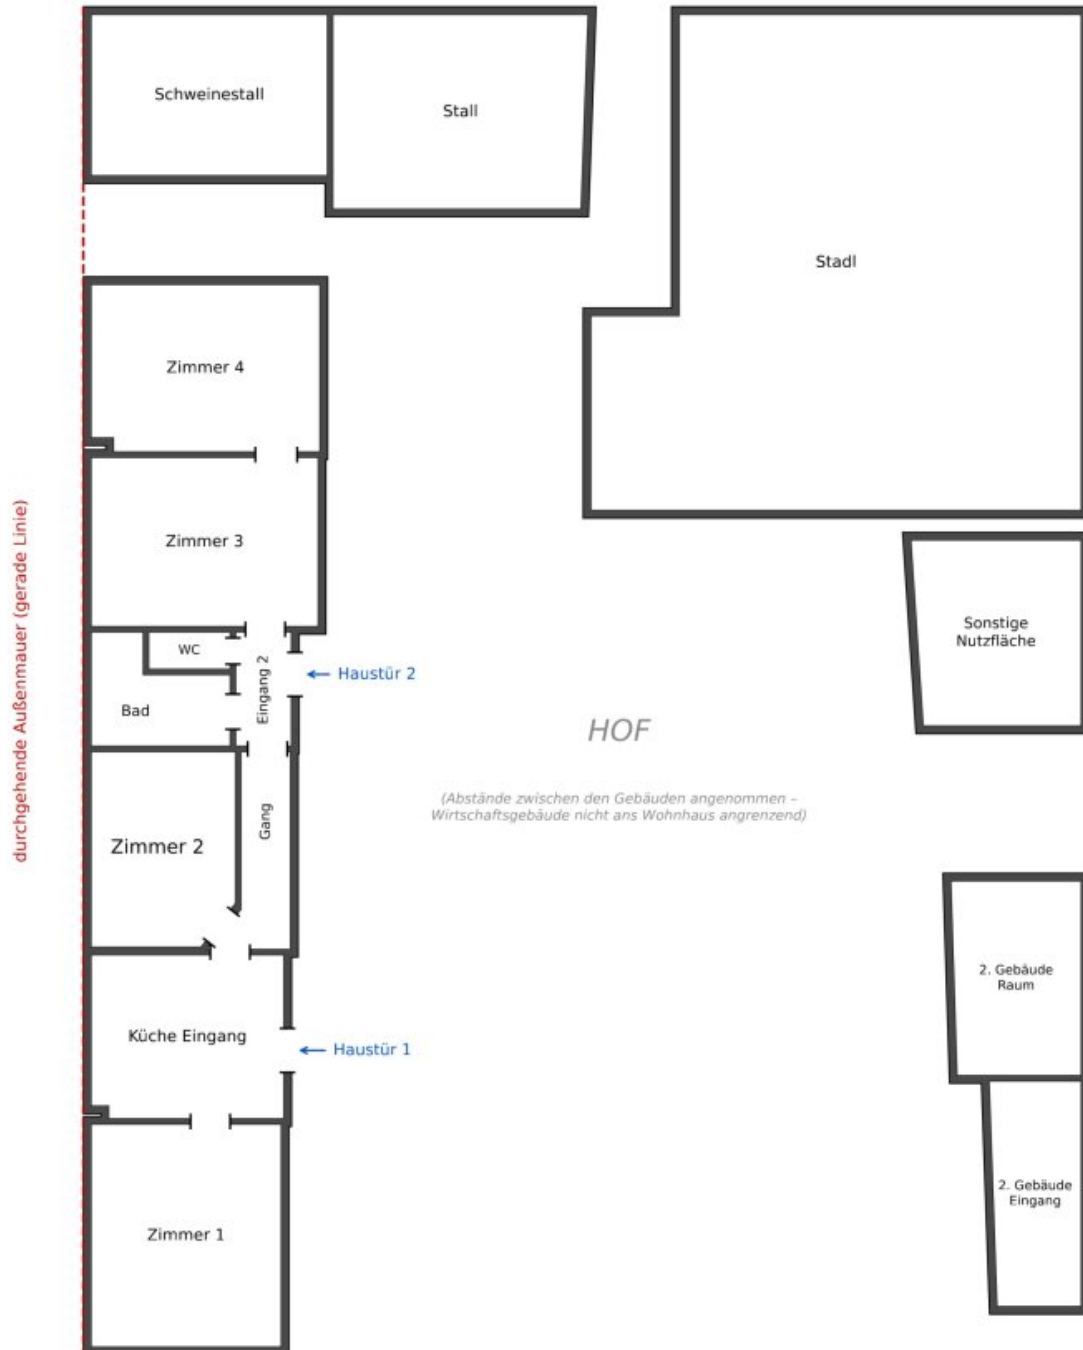 Schweinestall
Stall
Stadl
Zimmer 4
durchgehende Außenmauer (gerade Linie)
Zimmer 3
WC
Eingang 2
Haustür 2
Bad
Sonstige
Nutzfläche
HOF
(Abstände zwischen den Gebäuden angenommen –
Wirtschaftsgebäude nicht ans Wohnhaus angrenzend)
Gang
Zimmer 2
2. Gebäude
Raum
Küche Eingang
Haustür 1
2. Gebäude
Eingang
Zimmer 1